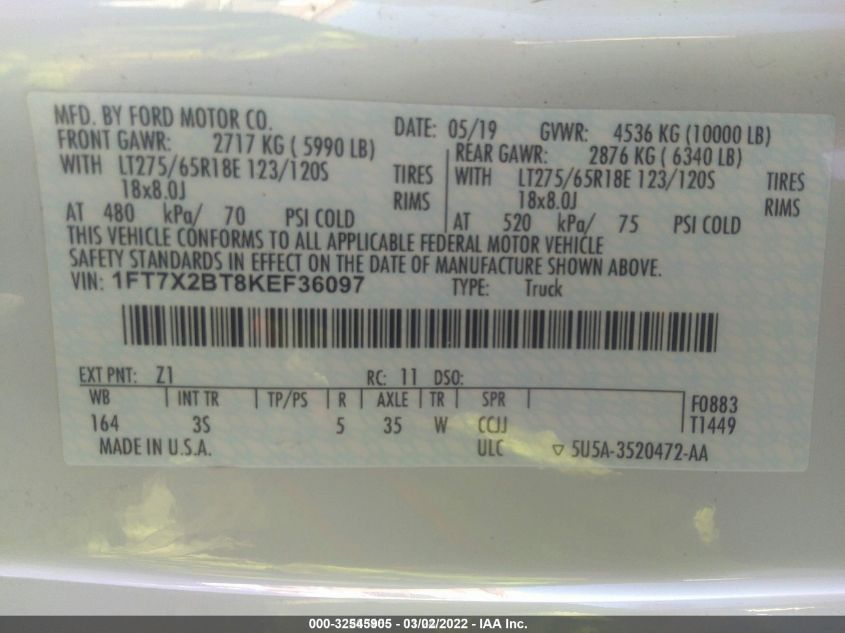 MFD. BY FORD MOTOR CO. DATE: 05/19 GVWR: 4536 KG (10000 LB)
FRONT GAWR: 2717 KG (5990 LB) REAR GAWR: 2876 KG (6340 LB)
WITH LT275/65R18E 123/120S TIRES WITH LT275/65R18E 123/120S TIRES
18x8.0J RIMS 18x8.0J RIMS
AT 480 kPa/ 70 PSI COLD AT 520 kPa/ 75 PSI COLD
THIS VEHICLE CONFORMS TO ALL APPLICABLE FEDERAL MOTOR VEHICLE
SAFETY STANDARDS IN EFFECT ON THE DATE OF MANUFACTURE SHOWN ABOVE.
VIN: 1FT7X2BT8KEF36097 TYPE: Truck
EXT PNT: Z1 RC: 11 DSO:
WB INT TR TP/PS R AXLE TR SPR F0883
164 3S 5 35 W CCJJ T1449
MADE IN U.S.A. ULC ▽ 5U5A-3520472-AA
000-32545905 - 03/02/2022 - IAA Inc.